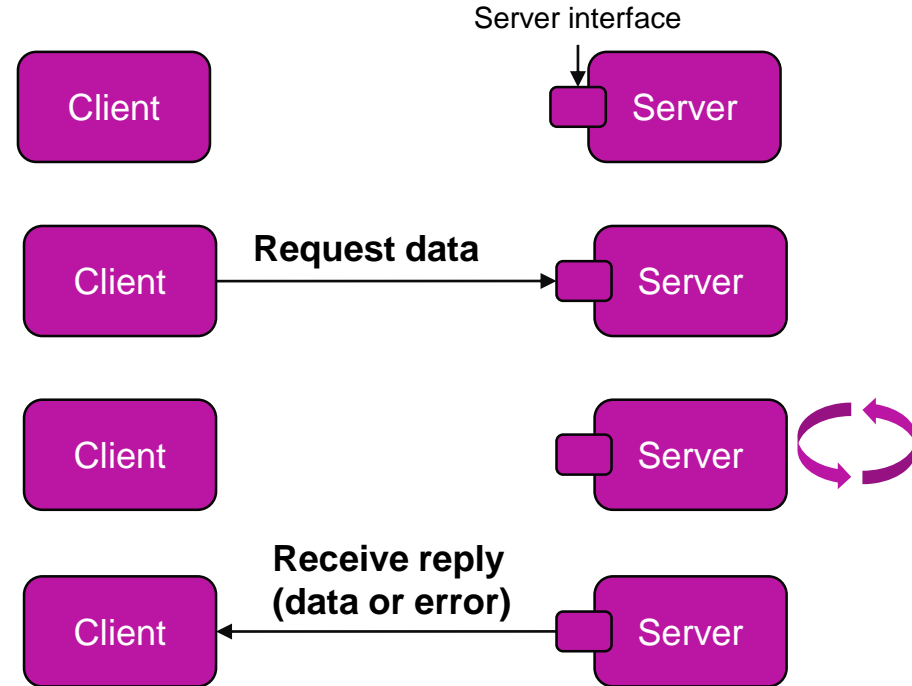 Server interface
Client
Server
Request data
Client
Server
Client
Server
Receive reply
(data or error)
Client
Server